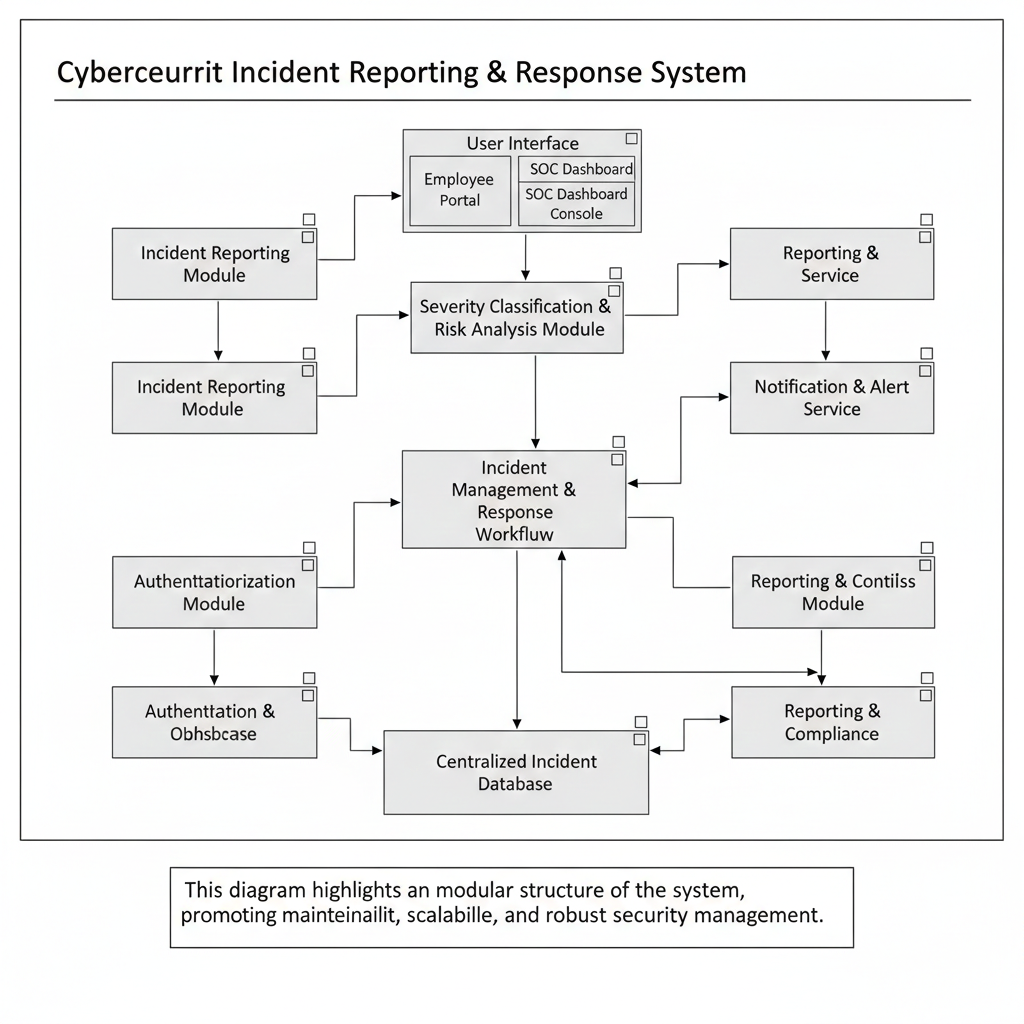 Cyberceurrit Incident Reporting & Response System
User Interface
Employee
Portal
SOC Dashboard
SOC Dashboard
Console
Incident Reporting
Module
Reporting &
Service
Severity Classification &
Risk Analysis Module
Incident Reporting
Module
Notification & Alert
Service
Incident
Management &
Response
Workfluw
Authenttatiorization
Module
Reporting & Contliss
Module
Authenttation &
Obhsbcase
Reporting &
Compliance
Centralized Incident
Database
This diagram highlights an modular structure of the system,
promoting mainteinailit, scalabille, and robust security management.